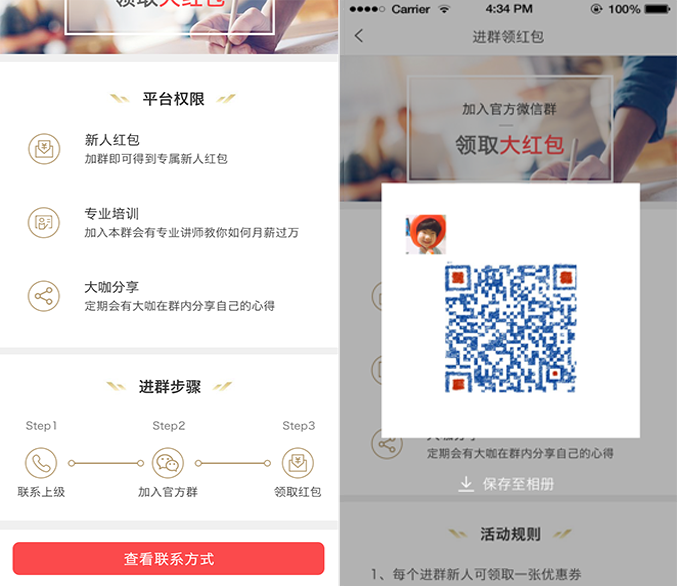 领取大红包
平台权限
新人红包
加群即可得到专属新人红包
专业培训
加入本群会有专业讲师教你如何月薪过万
大咖分享
定期会有大咖在群内分享自己的心得
进群步骤
Step1
Step2
Step3
联系上级
加入官方群
领取红包
查看联系方式
Carrier
4:34 PM
100%
进群领红包
加入官方微信群
领取大红包
大咖分享
定期会有大咖在群内分享自己的心得
保存至相册
活动规则
1、每个进群新人可领取一张优惠券